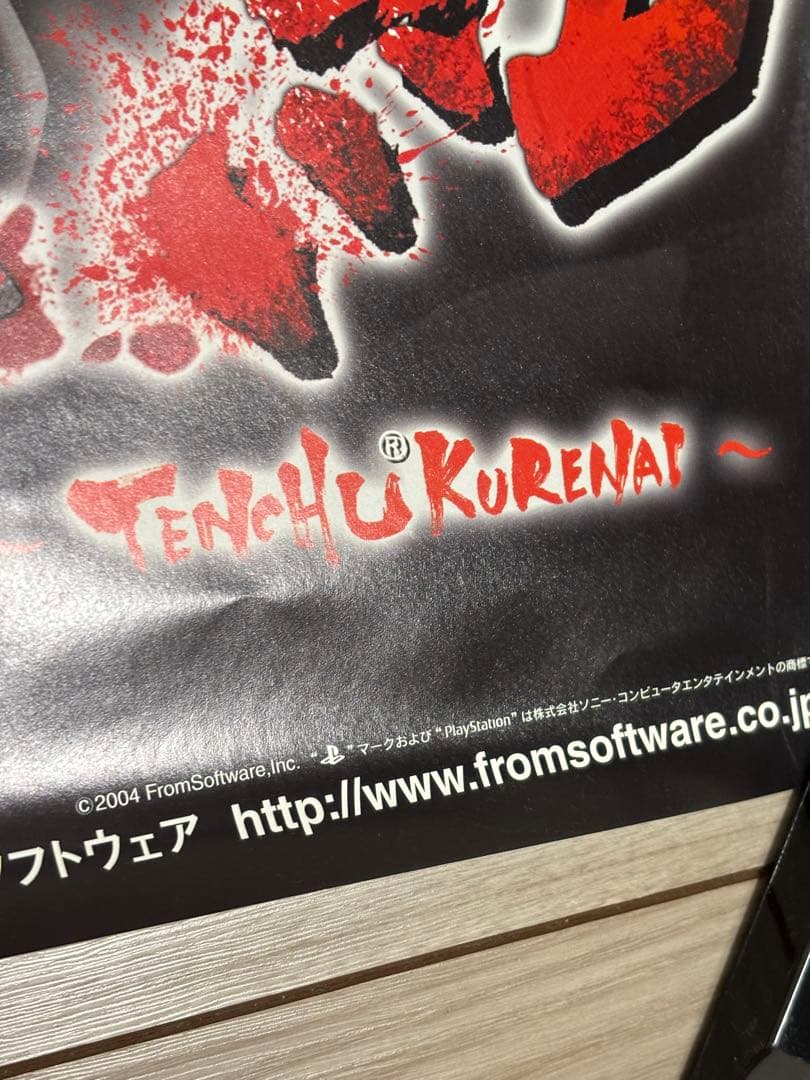 ~ TENCHU® KURENAI ~
©2004 FromSoftware,Inc. "PS"マークおよび"PlayStation"は株式会社ソニー・コンピュータエンタテインメントの商標で
フトウェア http://www.fromsoftware.co.jp